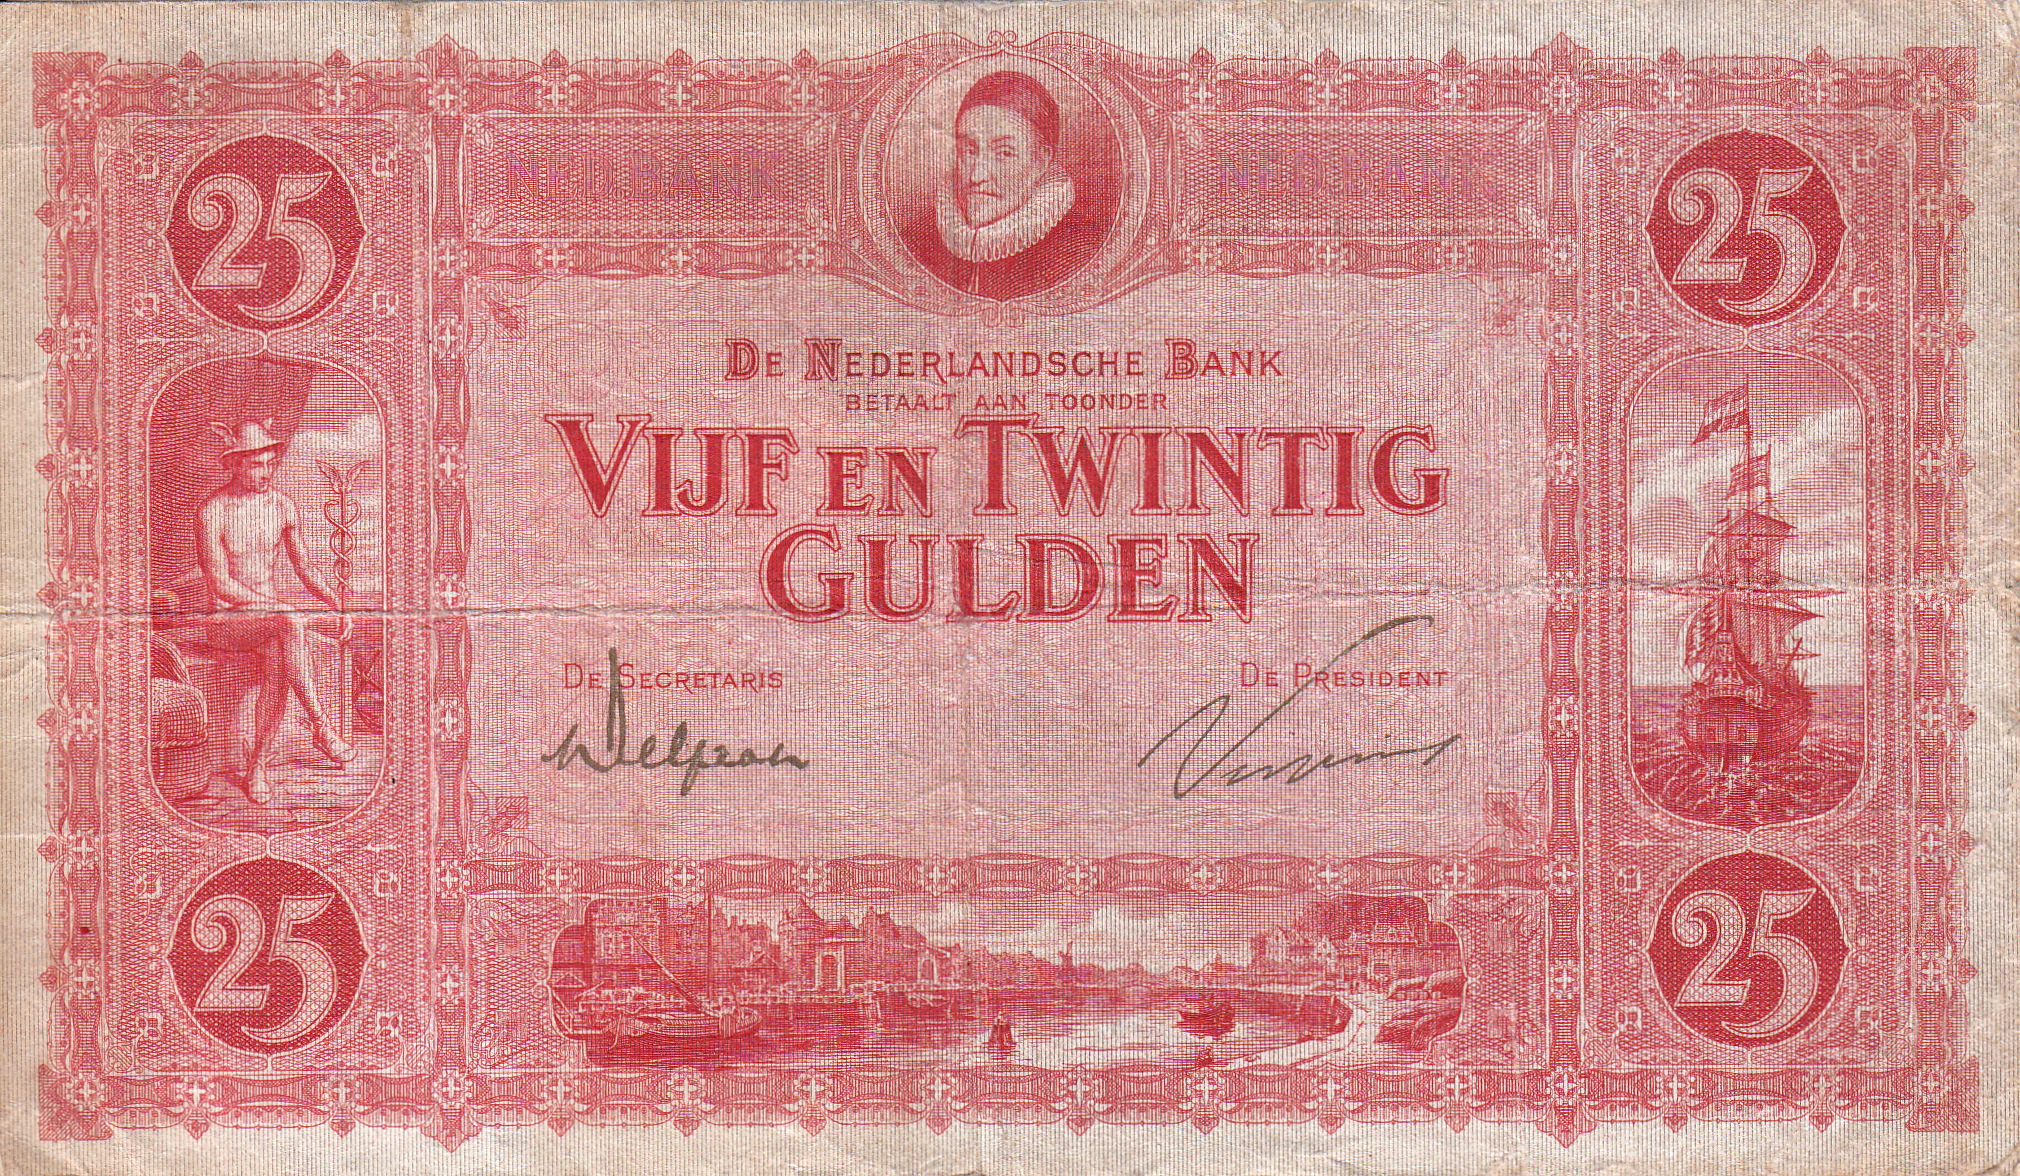 25
NED.BANK
NED.BANK
25
DE NEDERLANDSCHE BANK
BETAALT AAN TOONDER
VIJF EN TWINTIG
GULDEN
DE SECRETARIS
DE PRESIDENT
25
25